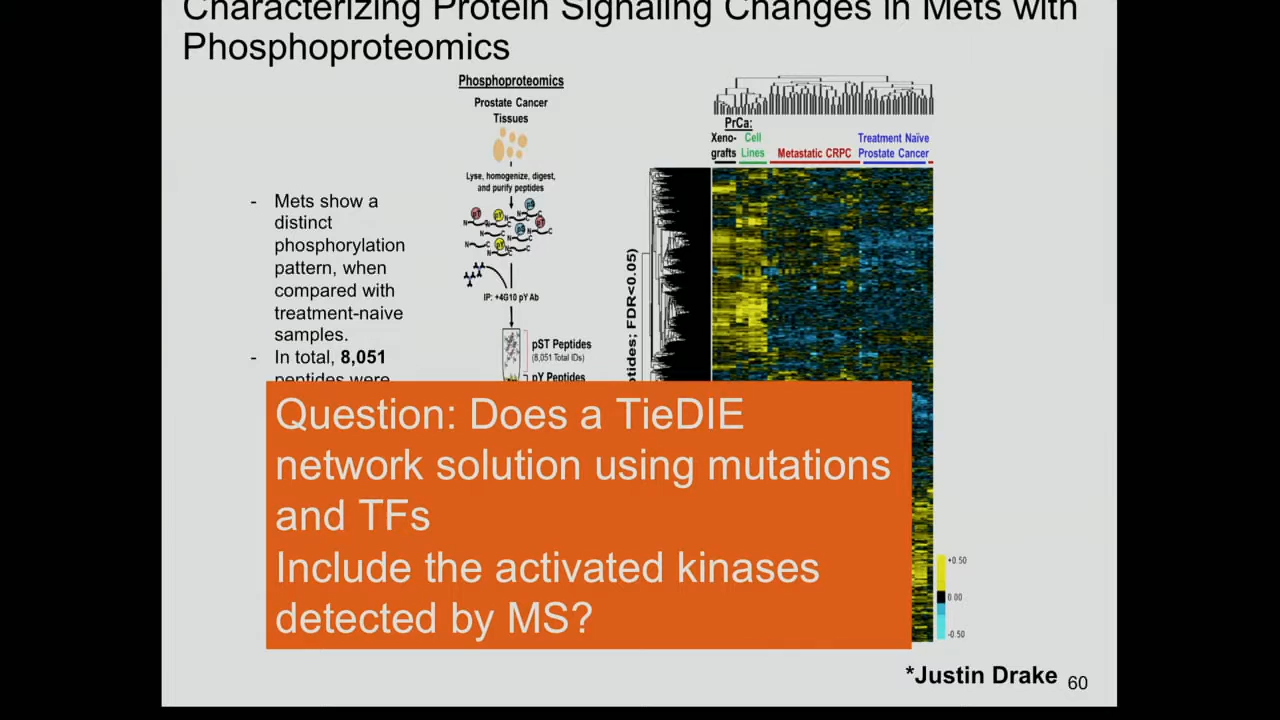 Characterizing Protein Signaling Changes in Mets with
Phosphoproteomics
- Mets show a
distinct
phosphorylation
pattern, when
compared with
treatment-naive
samples.
- In total, 8,051
peptides were
Phosphoproteomics
Prostate Cancer
Tissues
Lyse, homogenize, digest,
and purify peptides
IP: +4G10 pY Ab
pST Peptides
(8,051 Total IDs)
pY Peptides
PrCa:
Xeno-
grafts
Cell
Lines
Metastatic CRPC
Treatment Naïve
Prostate Cancer
tides; FDR<0.05)
Question: Does a TieDIE
network solution using mutations
and TFs
Include the activated kinases
detected by MS?
+0.50
0.00
-0.50
*Justin Drake
60